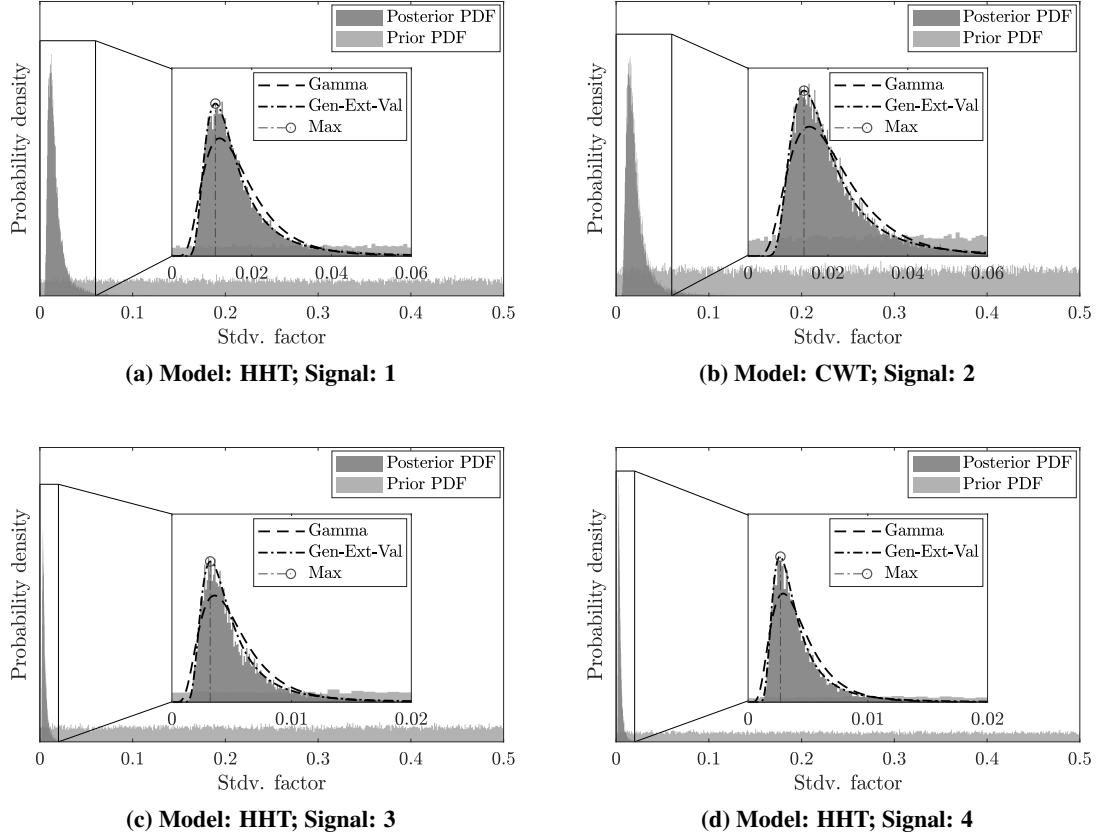 Posterior PDF
Prior PDF
Probability density
Gamma
Gen-Ext-Val
Max
0 0.02 0.04 0.06
0 0.1 0.2 0.3 0.4 0.5
Stdv. factor
(a) Model: HHT; Signal: 1
Posterior PDF
Prior PDF
Probability density
Gamma
Gen-Ext-Val
Max
0 0.002 0.04 0.06
0 0.1 0.2 0.3 0.4 0.5
Stdv. factor
(b) Model: CWT; Signal: 2
Posterior PDF
Prior PDF
Probability density
Gamma
Gen-Ext-Val
Max
0 0.01 0.02
0 0.1 0.2 0.3 0.4 0.5
Stdv. factor
(c) Model: HHT; Signal: 3
Posterior PDF
Prior PDF
Probability density
Gamma
Gen-Ext-Val
Max
0 0.01 0.02
0 0.1 0.2 0.3 0.4 0.5
Stdv. factor
(d) Model: HHT; Signal: 4